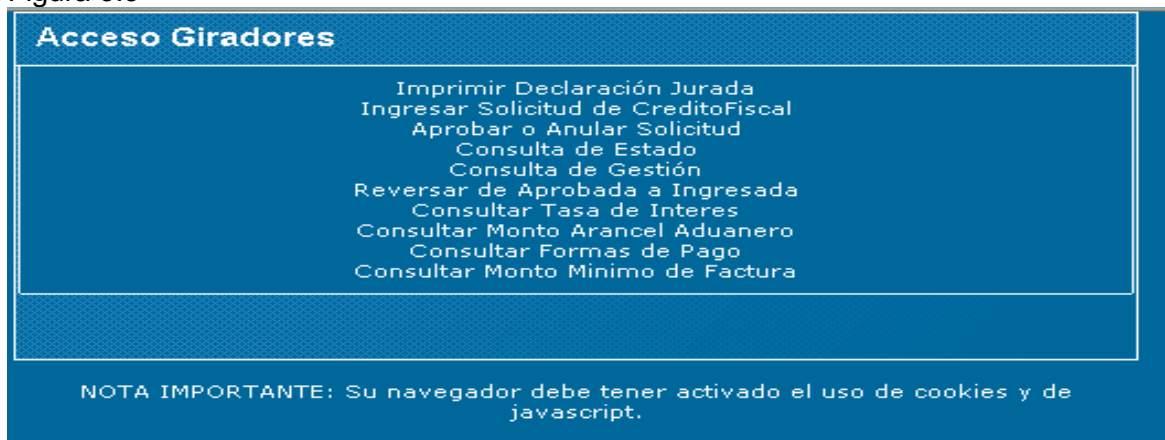 Acceso Giradores
Imprimir Declaración Jurada
Ingresar Solicitud de CreditoFiscal
Aprobar o Anular Solicitud
Consulta de Estado
Consulta de Gestión
Reversar de Aprobada a Ingresada
Consultar Tasa de Interes
Consultar Monto Arancel Aduanero
Consultar Formas de Pago
Consultar Monto Minimo de Factura
NOTA IMPORTANTE: Su navegador debe tener activado el uso de cookies y de
javascript.